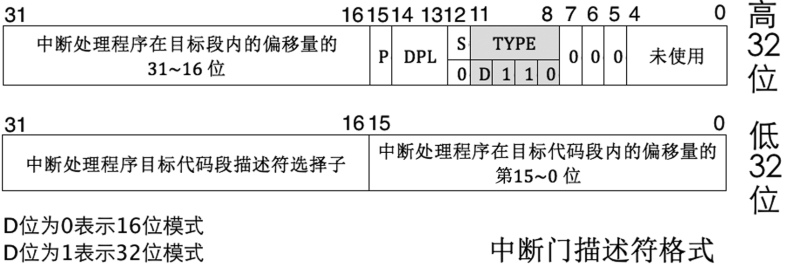 31 16 15 14 13 12 11 8 7 6 5 4 0
中断处理程序在目标段内的偏移量的
31~16 位
P DPL S TYPE 0 0 0 未使用
0 D 1 1 0
高32位
31 16 15 0
中断处理程序目标代码段描述符选择子
中断处理程序在目标代码段内的偏移量的
第15~0 位
低32位
D位为0表示16位模式
D位为1表示32位模式
中断门描述符格式